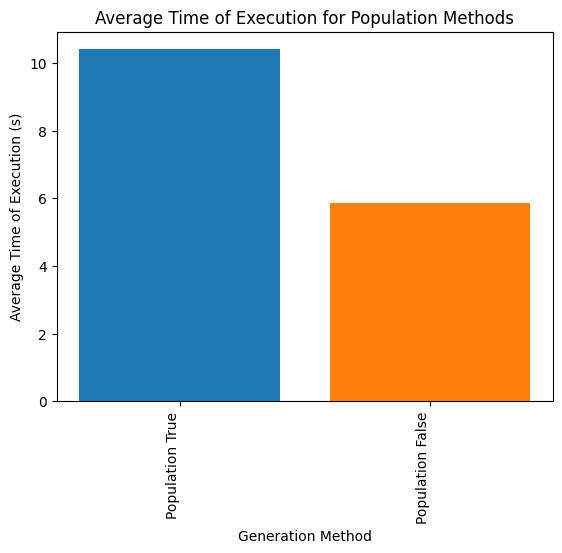 Average Time of Execution for Population Methods
Average Time of Execution (s)
10
8
6
4
2
0
Population True
Population False
Generation Method